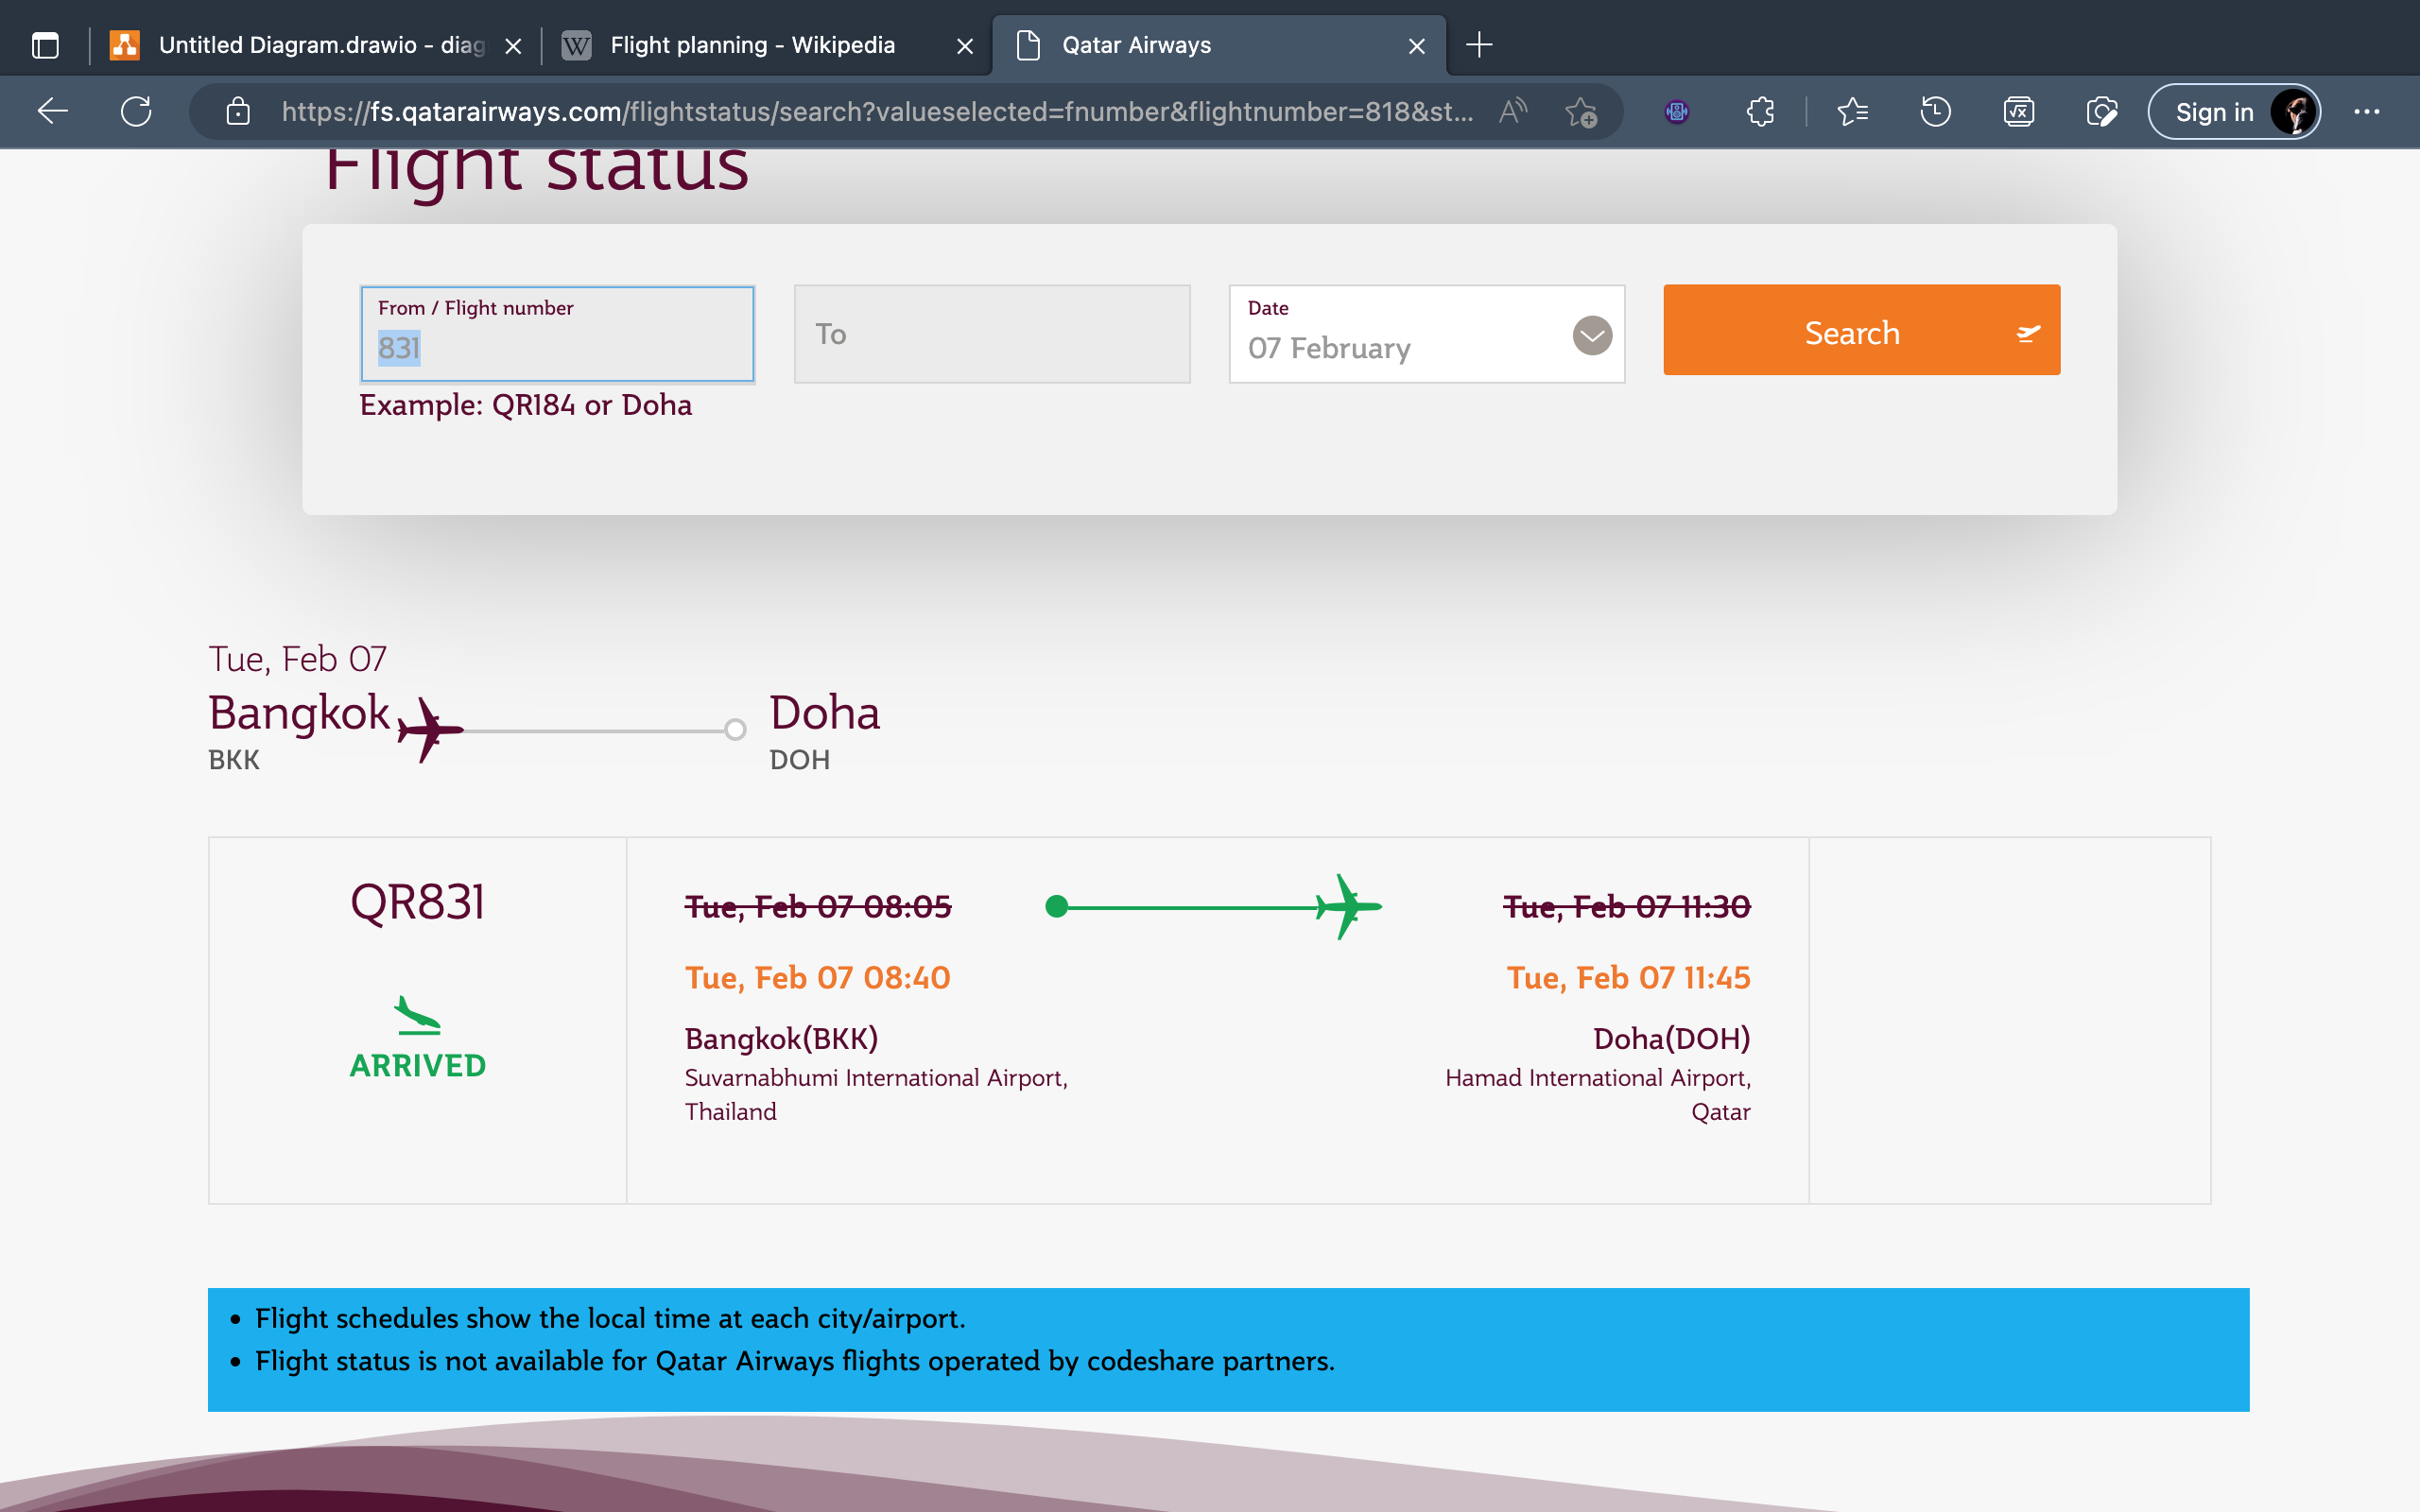 Untitled Diagram.drawio - diag
Flight planning - Wikipedia
Qatar Airways
https://fs.qatarairways.com/flightstatus/search?valueselected=fnumber&flightnumber=818&st...
Sign in
Flight status
From / Flight number
831
To
Date
07 February
Search
Example: QR184 or Doha
Tue, Feb 07
Bangkok
Doha
BKK
DOH
QR831
Tue, Feb 07 08:05
Tue, Feb 07 11:30
Tue, Feb 07 08:40
Tue, Feb 07 11:45
ARRIVED
Bangkok(BKK)
Doha(DOH)
Suvarnabhumi International Airport,
Thailand
Hamad International Airport,
Qatar
• Flight schedules show the local time at each city/airport.
• Flight status is not available for Qatar Airways flights operated by codeshare partners.